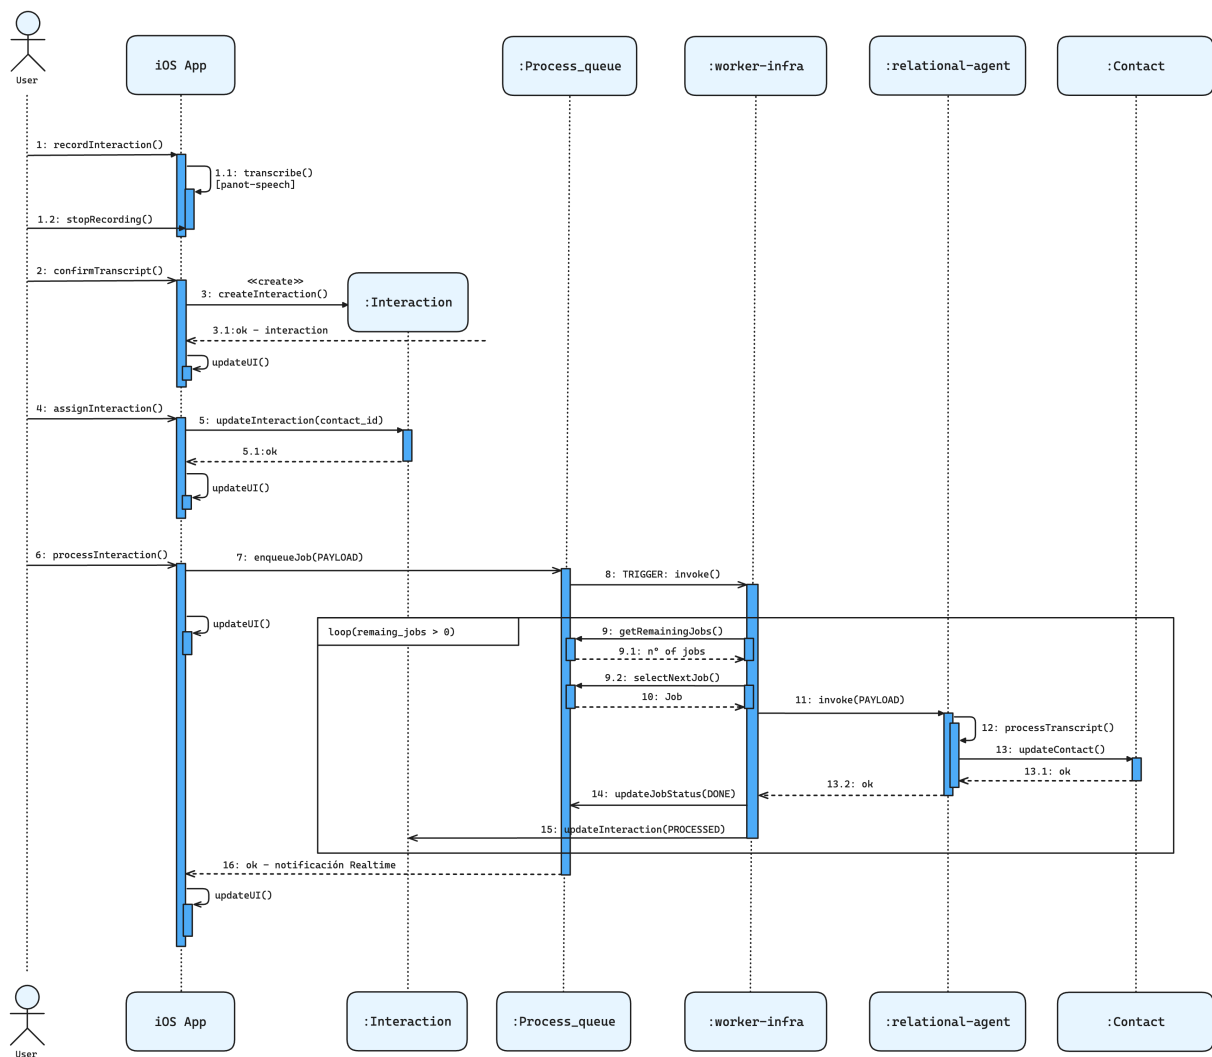 User
iOS App
:Process_queue
:worker-infra
:relational-agent
:Contact
1: recordInteraction()
1.1: transcribe()
[panot-speech]
1.2: stopRecording()
2: confirmTranscript()
<<create>>
3: createInteraction()
:Interaction
3.1:ok - interaction
updateUI()
4: assignInteraction()
5: updateInteraction(contact_id)
5.1:ok
updateUI()
6: processInteraction()
7: enqueueJob(PAYLOAD)
8: TRIGGER: invoke()
updateUI()
loop(remaing_jobs > 0)
9: getRemainingJobs()
9.1: nº of jobs
9.2: selectNextJob()
10: Job
11: invoke(PAYLOAD)
12: processTranscript()
13: updateContact()
13.1: ok
13.2: ok
14: updateJobStatus(DONE)
15: updateInteraction(PROCESSED)
16: ok - notificación Realtime
updateUI()
iOS App
:Interaction
:Process_queue
:worker-infra
:relational-agent
:Contact
User